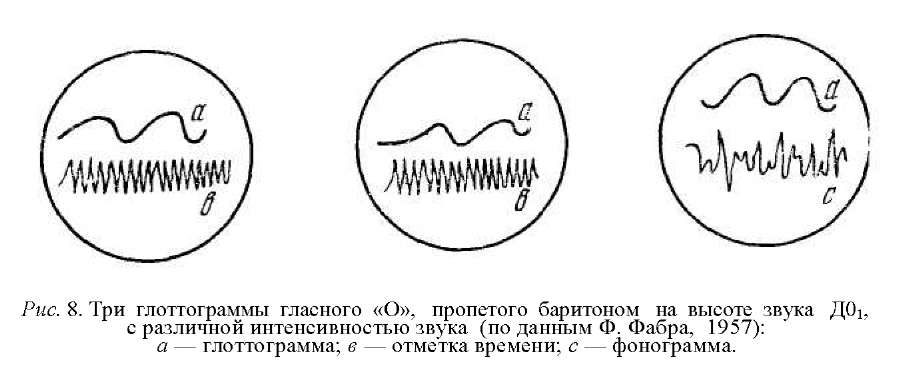 a
в
a
в
a
c
Рис. 8. Три глоттограммы гласного «О», пропетого баритоном на высоте звука Д0₁,
с различной интенсивностью звука (по данным Ф. Фабра, 1957):
а — глоттограмма; в — отметка времени; с — фонограмма.